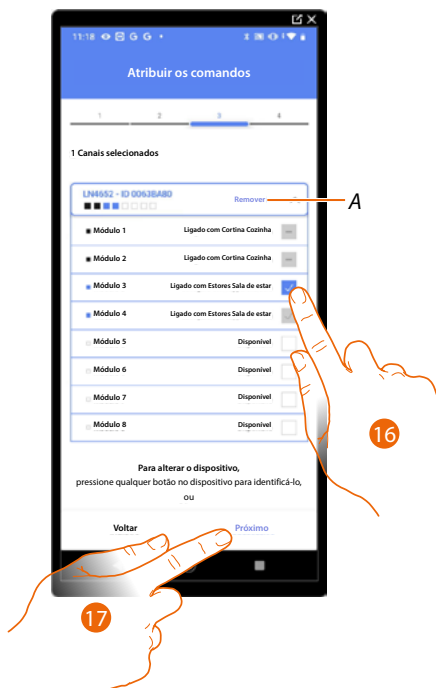 11:18 G G
Atribuir os comandos
1 2 3 4
1 Canais selecionados
LN4652 - ID 0063BA80
Remover
A
Módulo 1 Ligado com Cortina Cozinha
Módulo 2 Ligado com Cortina Cozinha
Módulo 3 Ligado com Estores Sala de estar
Módulo 4 Ligado com Estores Sala de estar
Módulo 5 Disponível
Módulo 6 Disponível
Módulo 7 Disponível
Módulo 8 Disponível
16
Para alterar o dispositivo,
pressione qualquer botão no dispositivo para identificá-lo,
ou
Voltar Próximo
17